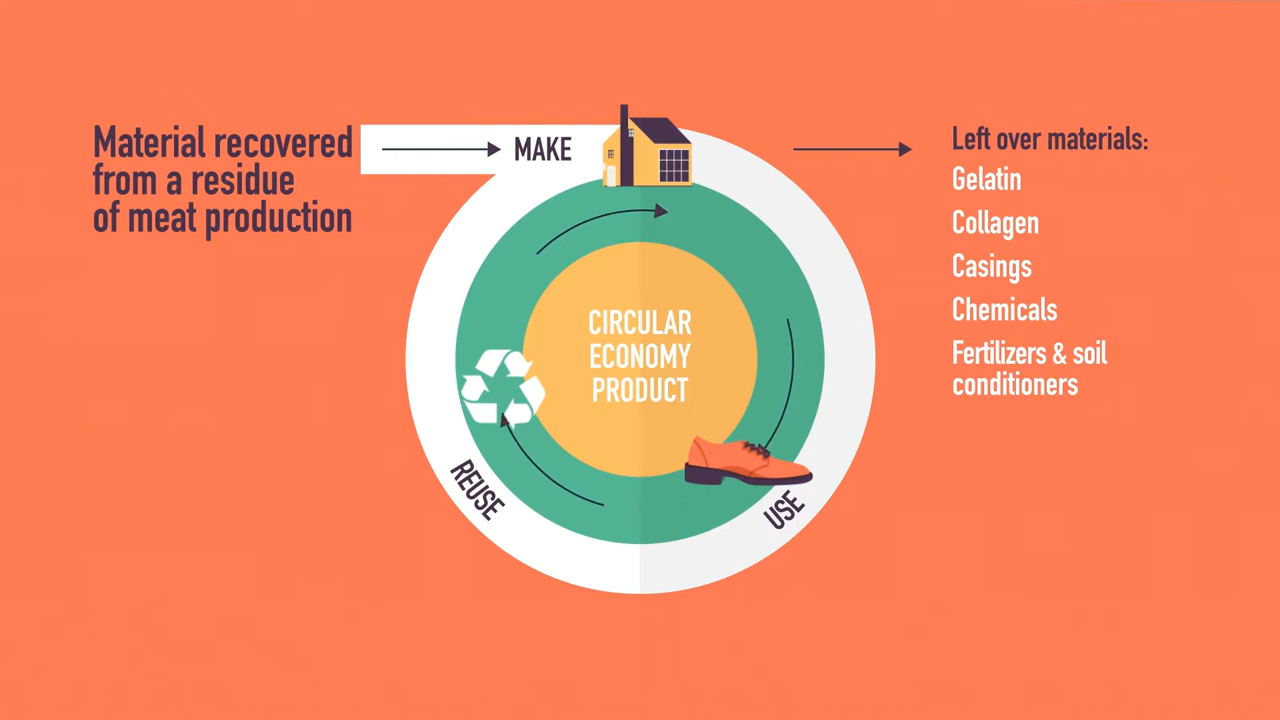 Material recovered
from a residue
of meat production
MAKE
CIRCULAR
ECONOMY
PRODUCT
REUSE
USE
Left over materials:
Gelatin
Collagen
Casings
Chemicals
Fertilizers & soil
conditioners